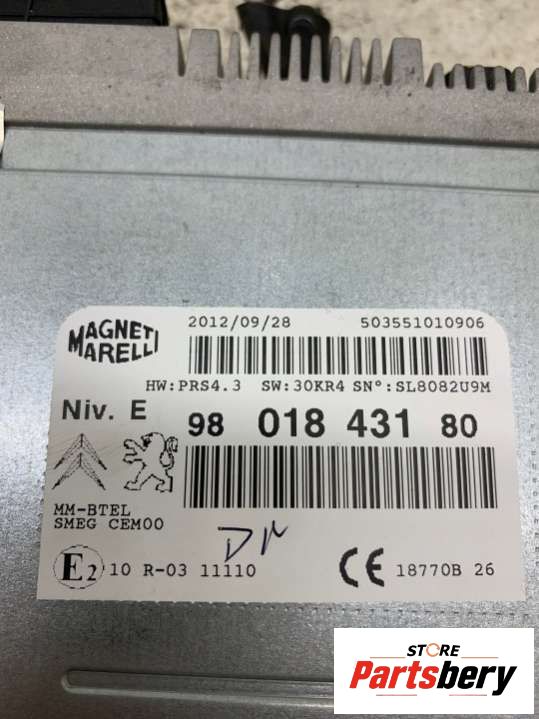 MAGNETI
MARELLI
2012/09/28 503551010906
HW:PRS4.3 SW:30KR4 SN°:SL8082U9M
Niv. E 98 018 431 80
MM-BTEL
SMEG CEM00
E2 10 R-03 11110 CE 18770B 26
STORE
Partsbery